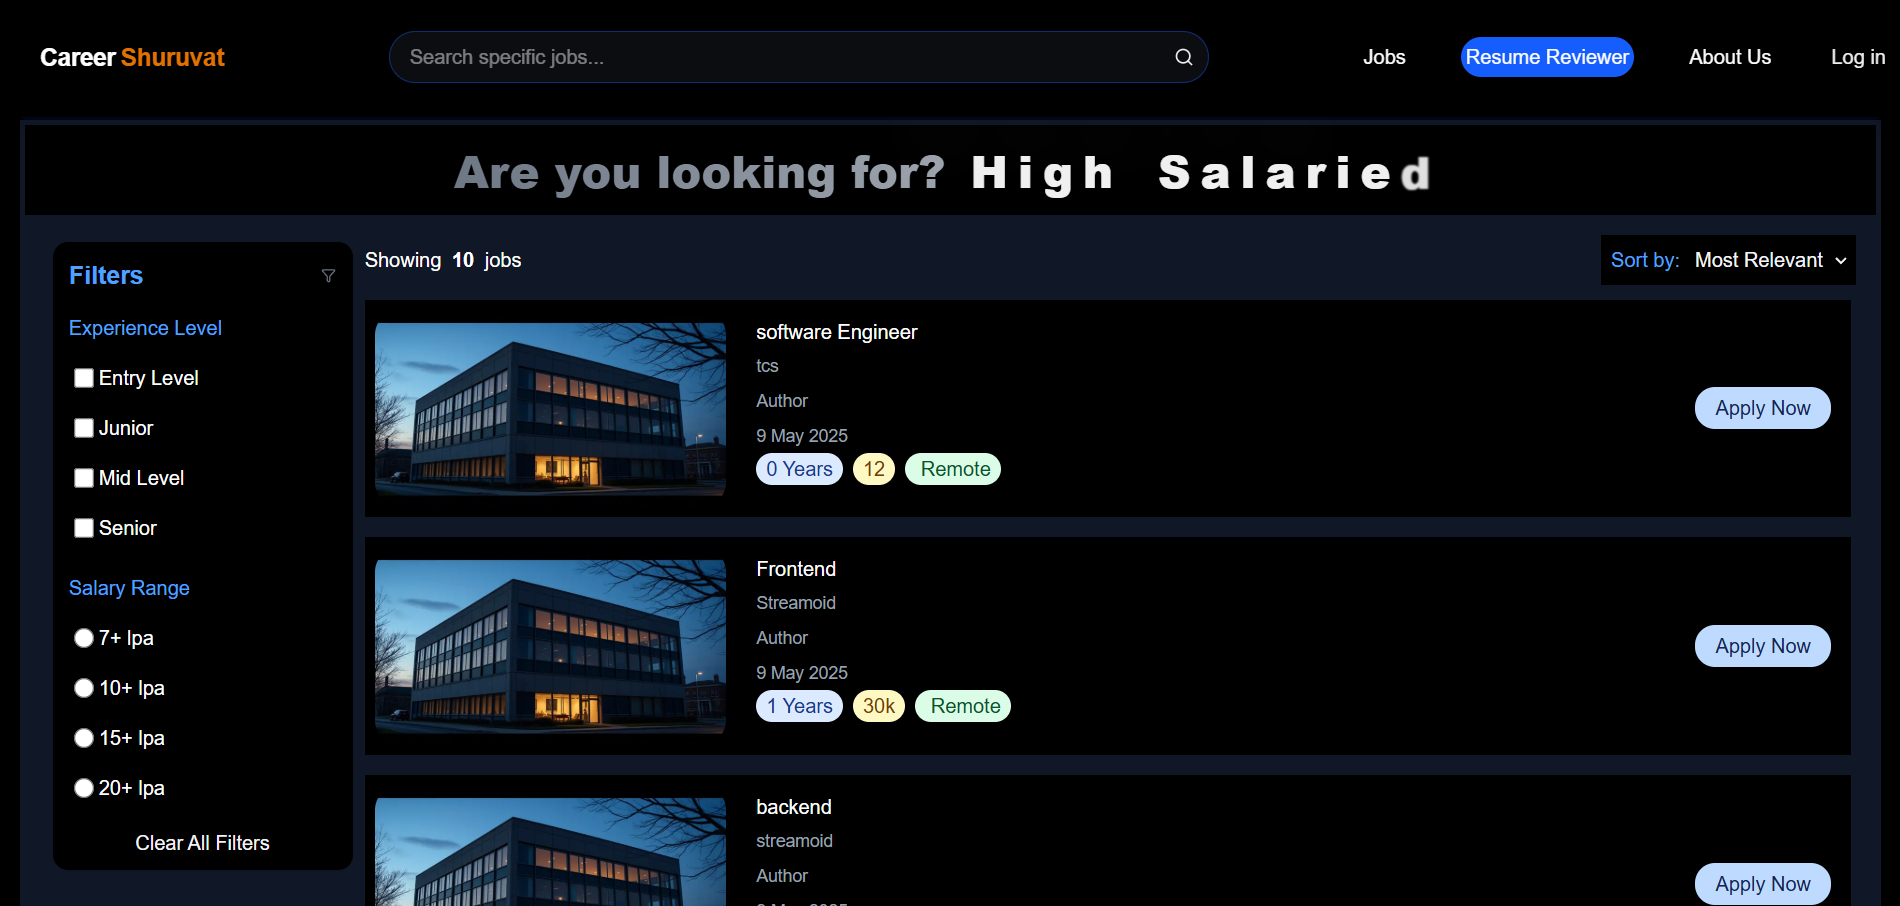 Career Shuruvat
Search specific jobs...
Jobs
Resume Reviewer
About Us
Log in
Are you looking for? High Salaried
Filters
Experience Level
Entry Level
Junior
Mid Level
Senior
Salary Range
7+ lpa
10+ lpa
15+ lpa
20+ lpa
Clear All Filters
Showing 10 jobs
Sort by: Most Relevant
software Engineer
tcs
Author
9 May 2025
0 Years 12 Remote
Apply Now
Frontend
Streamoid
Author
9 May 2025
1 Years 30k Remote
Apply Now
backend
streamoid
Author
Apply Now